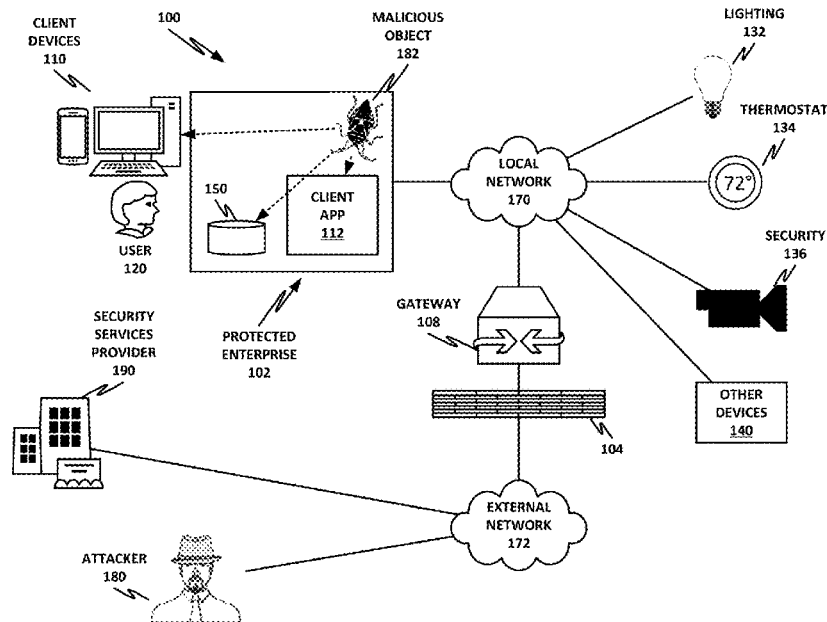 CLIENT
DEVICES
110
100
MALICIOUS
OBJECT
182
LIGHTING
132
THERMOSTAT
134
72°
LOCAL
NETWORK
170
150
CLIENT
APP
112
USER
120
SECURITY
136
GATEWAY
108
PROTECTED
ENTERPRISE
102
SECURITY
SERVICES
PROVIDER
190
OTHER
DEVICES
140
104
EXTERNAL
NETWORK
172
ATTACKER
180